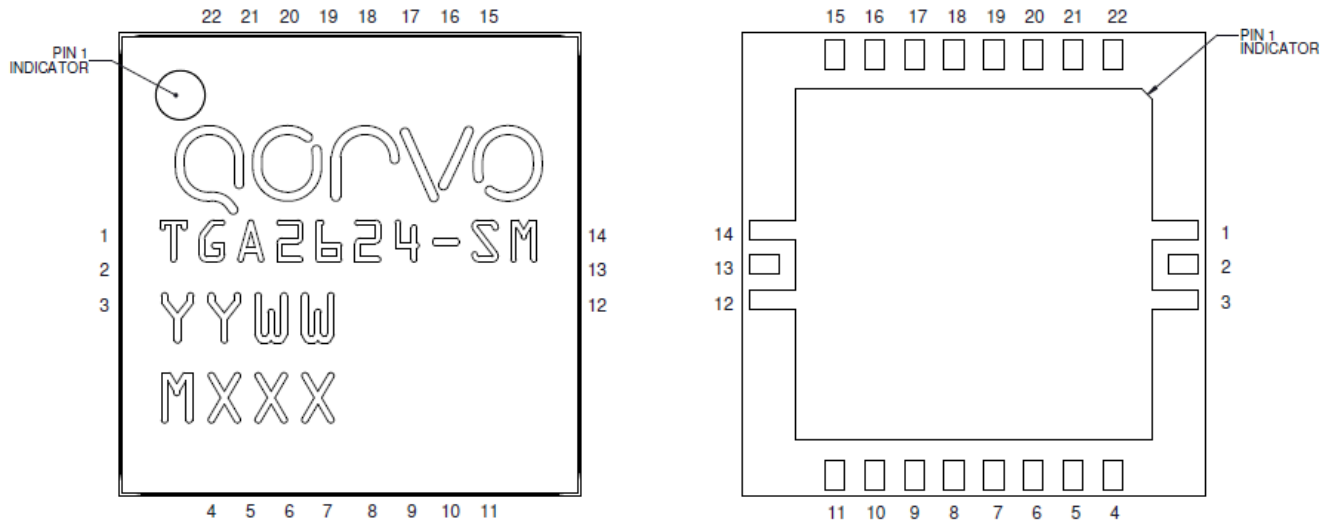 22 21 20 19 18 17 16 15
PIN 1
INDICATOR
qorvo
1 TGA2624-SM 14
2 13
3 YYWW 12
MXXX
4 5 6 7 8 9 10 11
15 16 17 18 19 20 21 22
PIN 1
INDICATOR
14 1
13 2
12 3
11 10 9 8 7 6 5 4